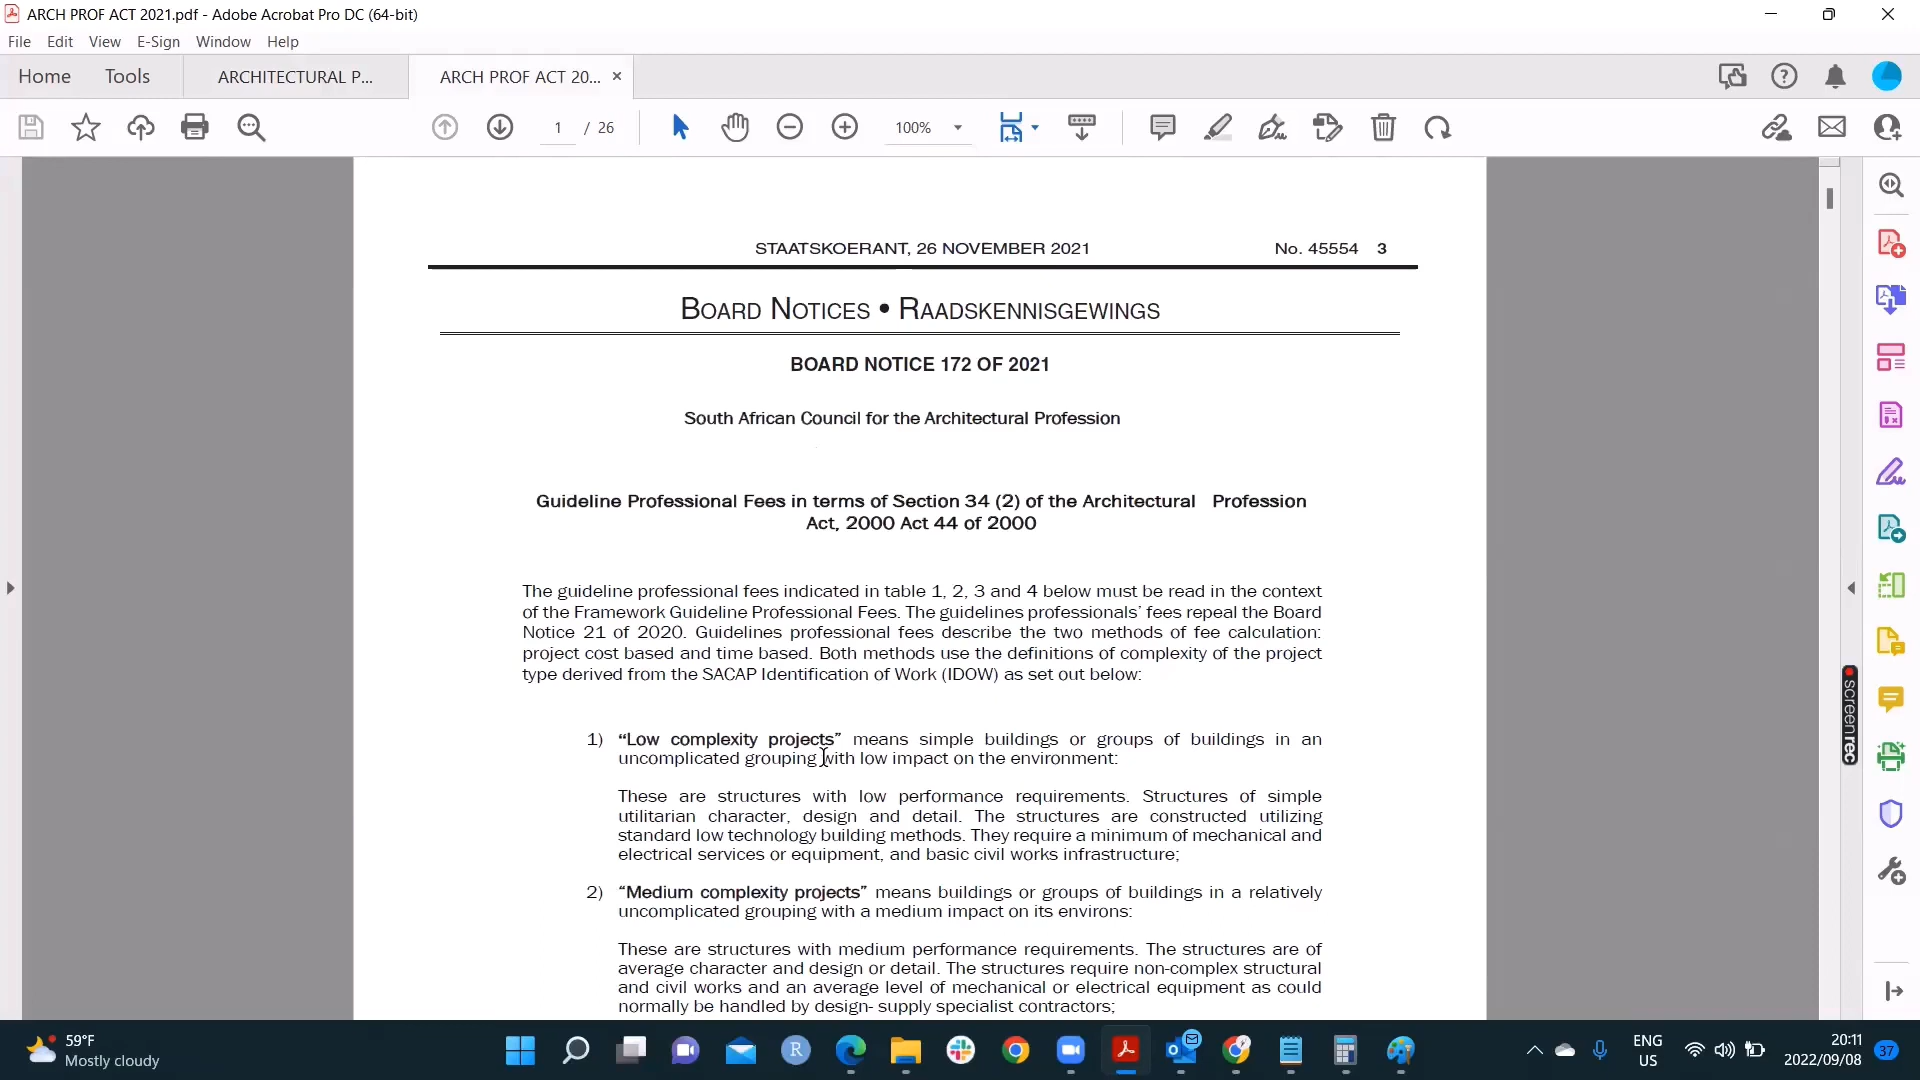 ARCH PROF ACT 2021.pdf - Adobe Acrobat Pro DC (64-bit)
File Edit View E-Sign Window Help
Home Tools ARCHITECTURAL P... ARCH PROF ACT 20... ×
1 / 26 100%
STAATSKOERANT, 26 NOVEMBER 2021 No. 45554 3
BOARD NOTICES • RAADSKENNISGEWINGS
BOARD NOTICE 172 OF 2021
South African Council for the Architectural Profession
Guideline Professional Fees in terms of Section 34 (2) of the Architectural Profession
Act, 2000 Act 44 of 2000
The guideline professional fees indicated in table 1, 2, 3 and 4 below must be read in the context
of the Framework Guideline Professional Fees. The guidelines professionals’ fees repeal the Board
Notice 21 of 2020. Guidelines professional fees describe the two methods of fee calculation:
project cost based and time based. Both methods use the definitions of complexity of the project
type derived from the SACAP Identification of Work (IDOW) as set out below:
1) “Low complexity projects” means simple buildings or groups of buildings in an
uncomplicated grouping with low impact on the environment:
These are structures with low performance requirements. Structures of simple
utilitarian character, design and detail. The structures are constructed utilizing
standard low technology building methods. They require a minimum of mechanical and
electrical services or equipment, and basic civil works infrastructure;
2) “Medium complexity projects” means buildings or groups of buildings in a relatively
uncomplicated grouping with a medium impact on its environs:
These are structures with medium performance requirements. The structures are of
average character and design or detail. The structures require non-complex structural
and civil works and an average level of mechanical or electrical equipment as could
normally be handled by design- supply specialist contractors;
screenrec
59°F
Mostly cloudy
ENG
US
20:11
2022/09/08
37